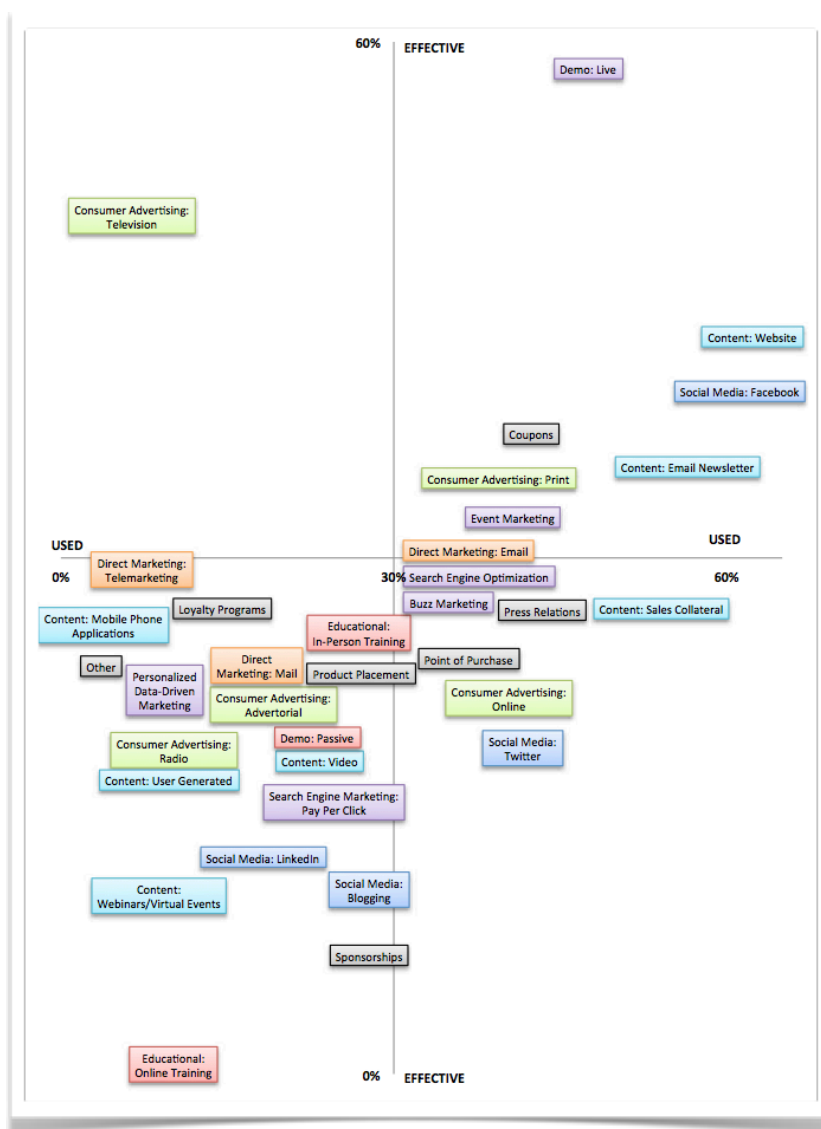 60%
EFFECTIVE
Demo: Live
Consumer Advertising:
Television
Content: Website
Social Media: Facebook
Coupons
Content: Email Newsletter
Consumer Advertising: Print
Event Marketing
USED
USED
Direct Marketing: Email
Direct Marketing:
Telemarketing
0%
30%
Search Engine Optimization
60%
Buzz Marketing
Press Relations
Content: Sales Collateral
Loyalty Programs
Content: Mobile Phone
Applications
Educational:
In-Person Training
Other
Personalized
Data-Driven
Marketing
Direct
Marketing: Mail
Product Placement
Point of Purchase
Consumer Advertising:
Advertorial
Consumer Advertising:
Online
Consumer Advertising:
Radio
Demo: Passive
Social Media:
Twitter
Content: Video
Content: User Generated
Search Engine Marketing:
Pay Per Click
Social Media: LinkedIn
Content:
Webinars/Virtual Events
Social Media:
Blogging
Sponsorships
Educational:
Online Training
0%
EFFECTIVE